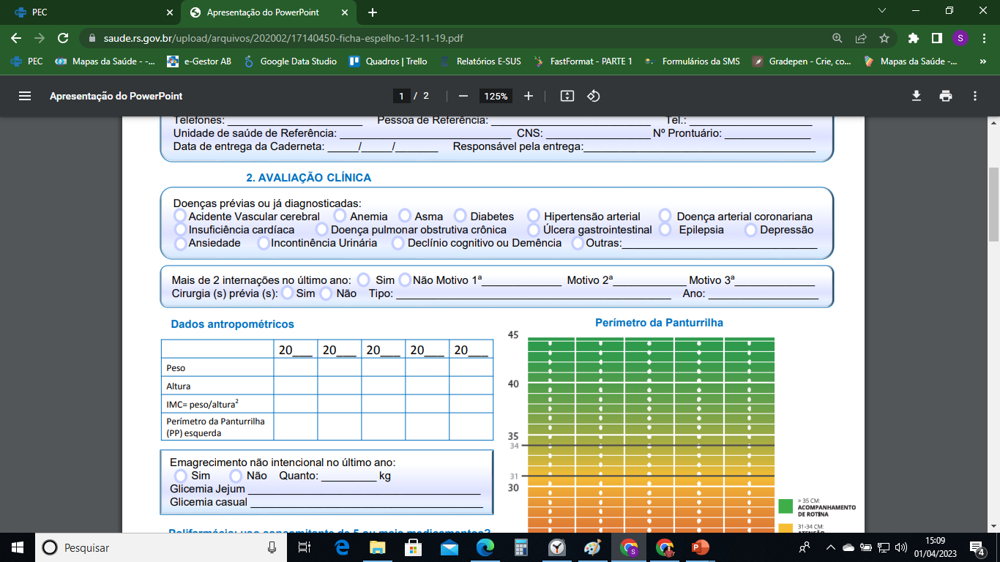 PEC
Apresentação do PowerPoint
saude.rs.gov.br/upload/arquivos/202002/17140450-ficha-espelho-12-11-19.pdf
S
PEC
Mapas da Saúde - -...
e-Gestor AB
Google Data Studio
Quadros | Trello
Relatórios E-SUS
FastFormat - PARTE 1
Formulários da SMS
Gradepen - Crie, co...
Mapas da Saúde -...
»
Apresentação do PowerPoint
1 / 2
125%
Telefones: ______________________ Pessoa de Referência: __________________________ Tel.: ____________________
Unidade de saúde de Referência: ____________________________ CNS: _________________ Nº Prontuário: ______________
Data de entrega da Caderneta: _____/_____/_______ Responsável pela entrega:______________________________________
2. AVALIAÇÃO CLÍNICA
Doenças prévias ou já diagnosticadas:
Acidente Vascular cerebral Anemia Asma Diabetes Hipertensão arterial Doença arterial coronariana
Insuficiência cardíaca Doença pulmonar obstrutiva crônica Úlcera gastrointestinal Epilepsia Depressão
Ansiedade Incontinência Urinária Declínio cognitivo ou Demência Outras:________________________________
Mais de 2 internações no último ano: Sim Não Motivo 1ª_____________ Motivo 2ª____________ Motivo 3ª_____________
Cirurgia (s) prévia (s): Sim Não Tipo: _____________________________________________ Ano: __________________
Dados antropométricos
20___ 20___ 20___ 20___ 20___
Peso
Altura
IMC= peso/altura²
Perímetro da Panturrilha
(PP) esquerda
Emagrecimento não intencional no último ano:
Sim Não Quanto: _________ kg
Glicemia Jejum ______________________________________
Glicemia casual ______________________________________
Polifarmácia: uso concomitante de 5 ou mais medicamentos?
Perímetro da Panturrilha
45
40
35
34
31
30
> 35 CM:
ACOMPANHAMENTO
DE ROTINA
31-34 CM:
ATENÇÃO
Pesquisar
S
15:09
01/04/2023
4